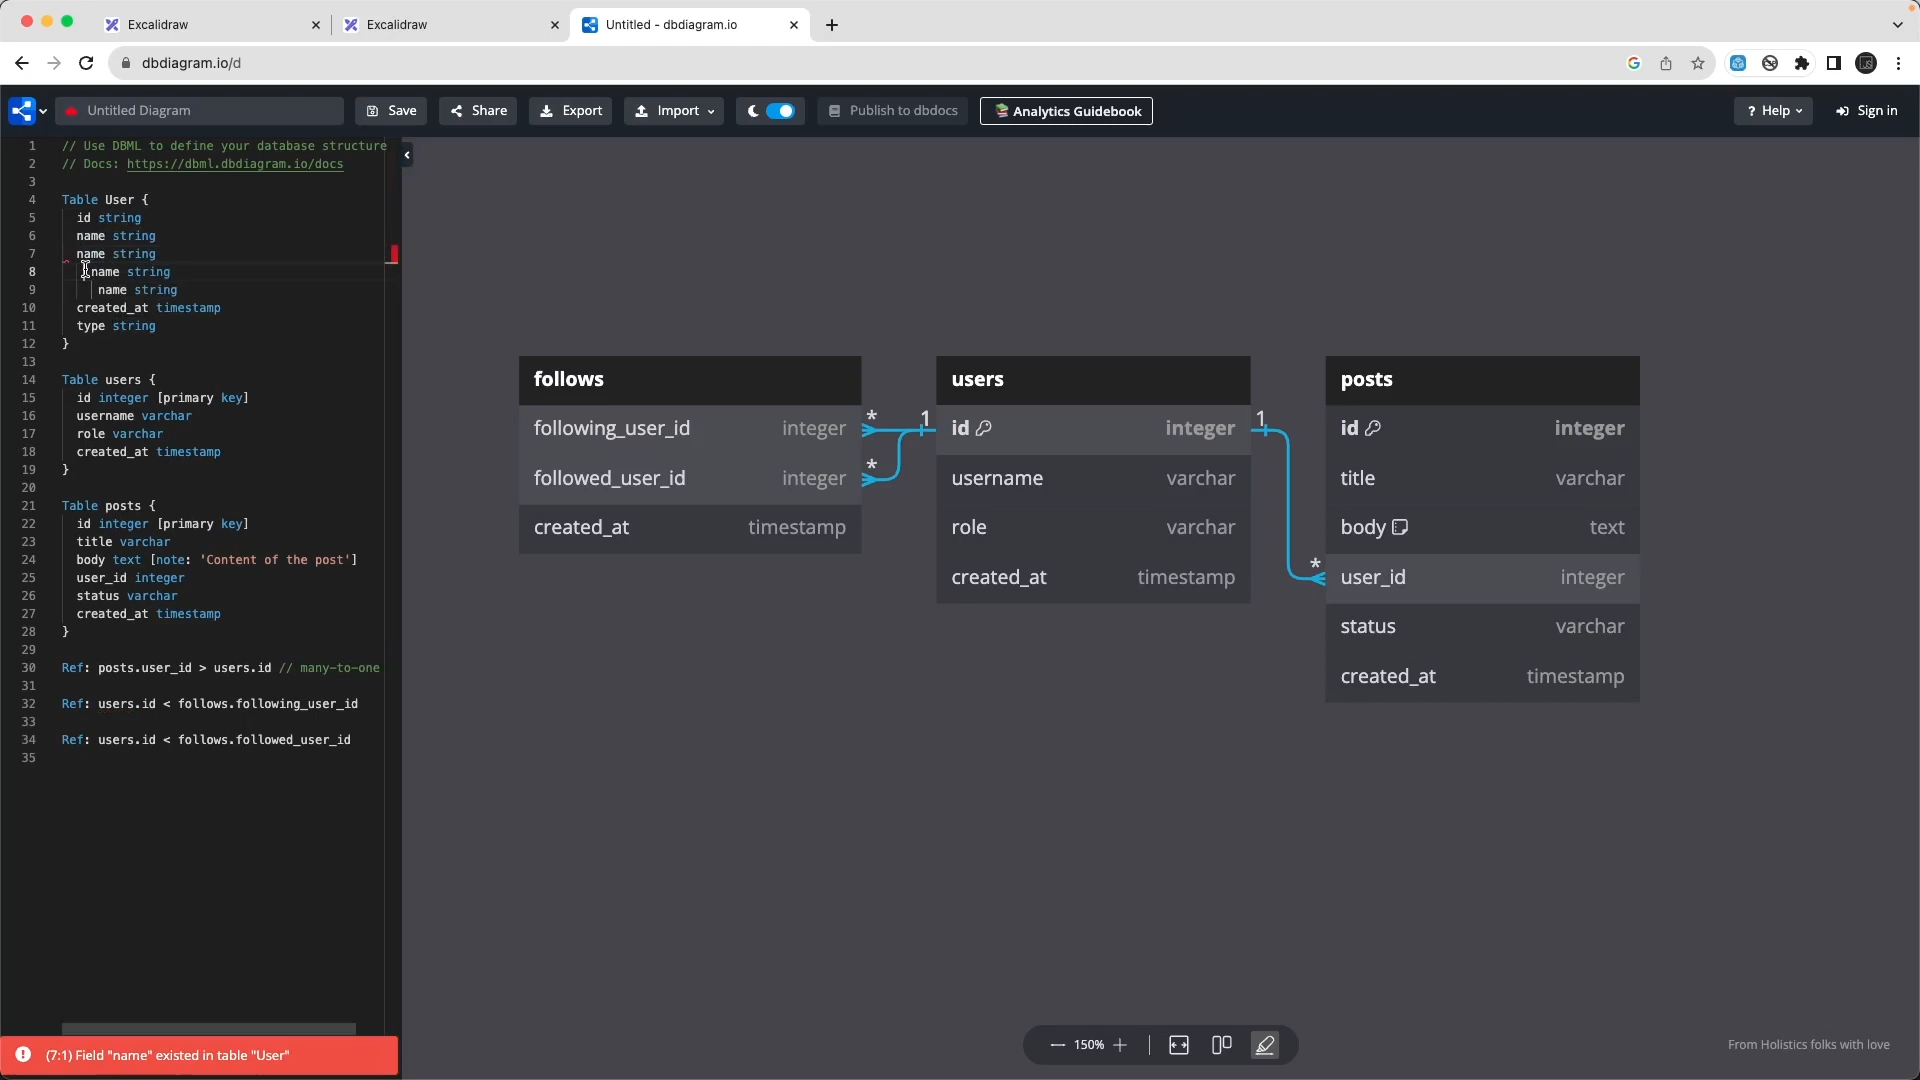 Excalidraw
Excalidraw
Untitled - dbdiagram.io
dbdiagram.io/d
Untitled Diagram
Save
Share
Export
Import
Publish to dbdocs
Analytics Guidebook
? Help
Sign in
1 // Use DBML to define your database structure
2 // Docs: https://dbml.dbdiagram.io/docs
3
4 Table User {
5 id string
6 name string
7 name string
8 name string
9 name string
10 created_at timestamp
11 type string
12 }
13
14 Table users {
15 id integer [primary key]
16 username varchar
17 role varchar
18 created_at timestamp
19 }
20
21 Table posts {
22 id integer [primary key]
23 title varchar
24 body text [note: 'Content of the post']
25 user_id integer
26 status varchar
27 created_at timestamp
28 }
29
30 Ref: posts.user_id > users.id // many-to-one
31
32 Ref: users.id < follows.following_user_id
33
34 Ref: users.id < follows.followed_user_id
35
(7:1) Field "name" existed in table "User"
follows
following_user_id integer
followed_user_id integer
created_at timestamp
*
*
1
users
id integer
username varchar
role varchar
created_at timestamp
1
*
posts
id integer
title varchar
body text
user_id integer
status varchar
created_at timestamp
150%
From Holistics folks with love